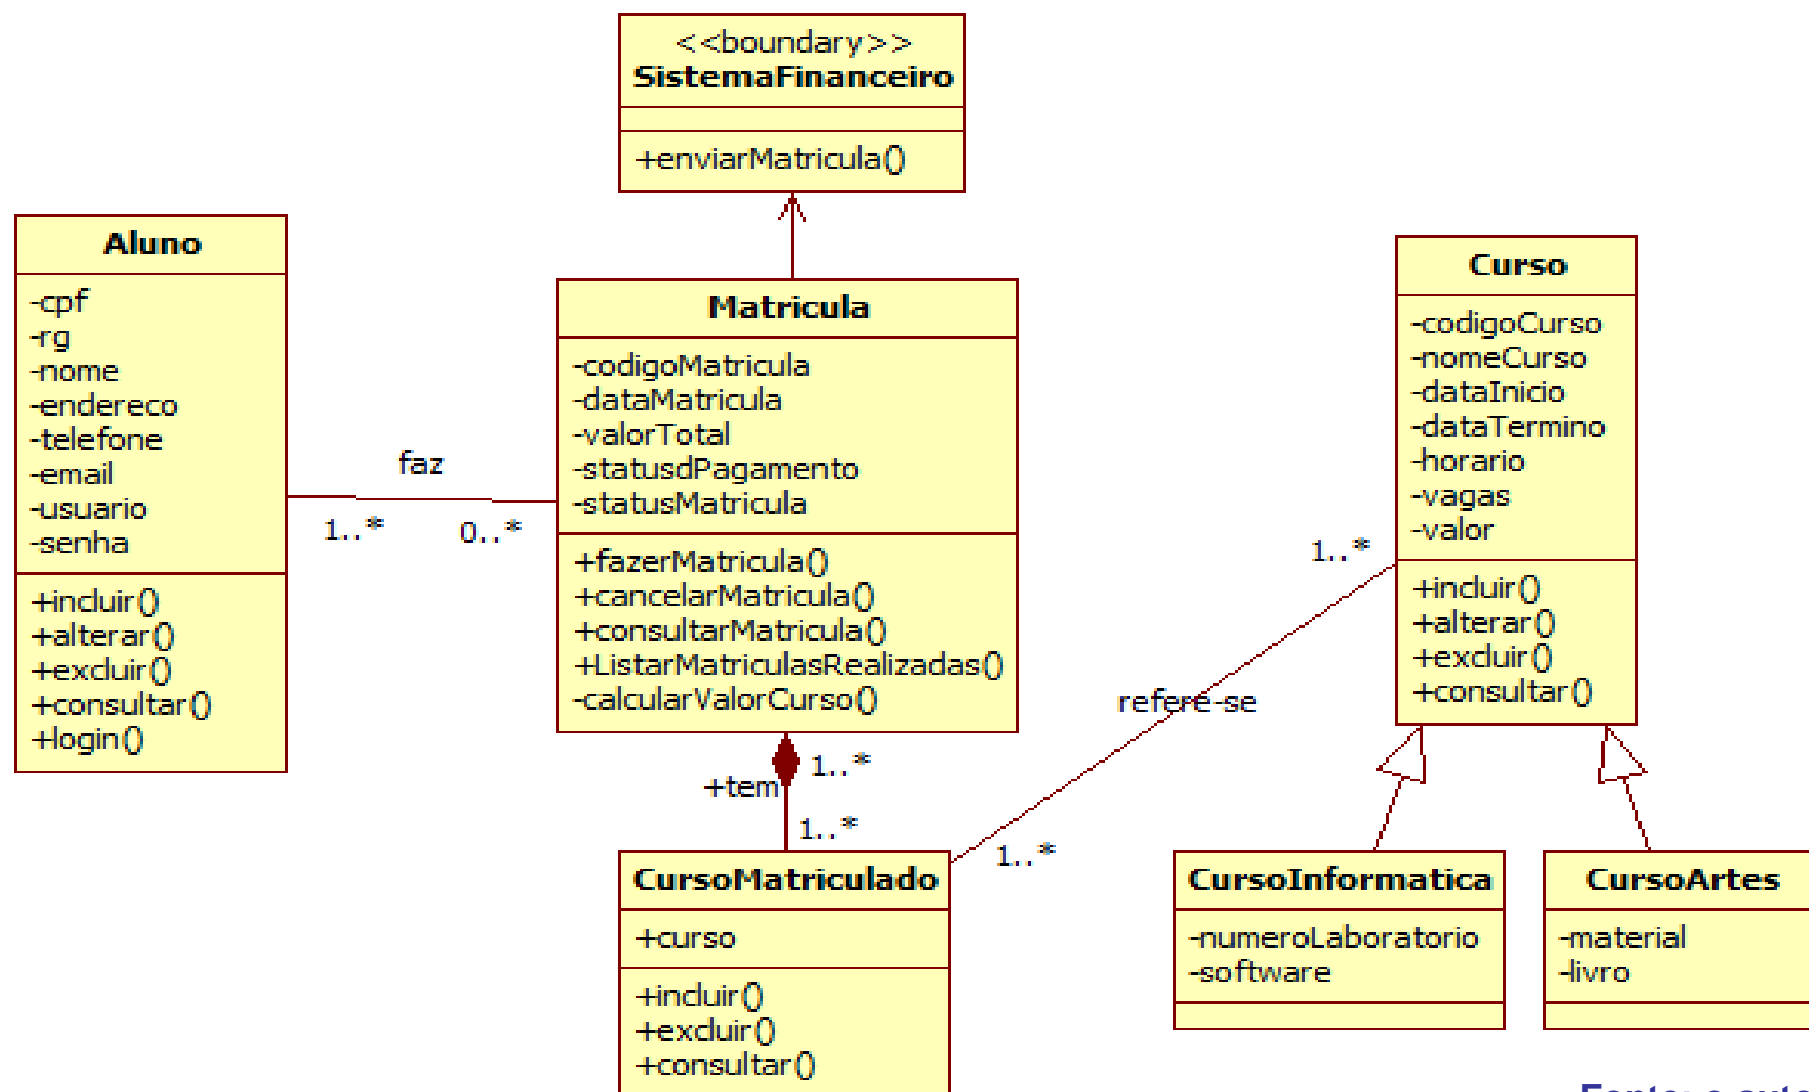 <<boundary>>
SistemaFinanceiro
+enviarMatricula()
Aluno
-cpf
-rg
-nome
-endereco
-telefone
-email
-usuario
-senha
+incluir()
+alterar()
+excluir()
+consultar()
+login()
faz
1..*
0..*
Matricula
-codigoMatricula
-dataMatricula
-valorTotal
-statusdPagamento
-statusMatricula
+fazerMatricula()
+cancelarMatricula()
+consultarMatricula()
+ListarMatriculasRealizadas()
-calcularValorCurso()
1..*
+tem
1..*
CursoMatriculado
+curso
+incluir()
+excluir()
+consultar()
1..*
refere-se
1..*
Curso
-codigoCurso
-nomeCurso
-dataInicio
-dataTermino
-horario
-vagas
-valor
+incluir()
+alterar()
+excluir()
+consultar()
CursoInformatica
-numeroLaboratorio
-software
CursoArtes
-material
-livro